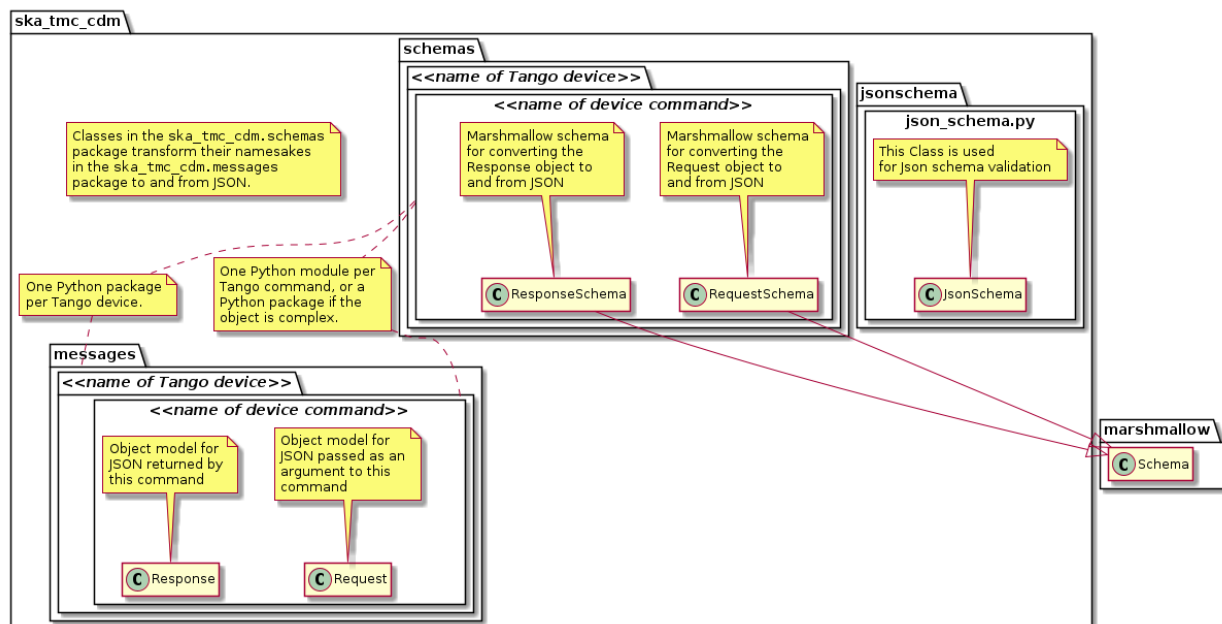 ska_tmc_cdm
schemas
<<name of Tango device>>
<<name of device command>>
Marshmallow schema
for converting the
Response object to
and from JSON
Marshmallow schema
for converting the
Request object to
and from JSON
C ResponseSchema
C RequestSchema
jsonschema
json_schema.py
This Class is used
for Json schema validation
C JsonSchema
Classes in the ska_tmc_cdm.schemas
package transform their namesakes
in the ska_tmc_cdm.messages
package to and from JSON.
One Python package
per Tango device.
One Python module per
Tango command, or a
Python package if the
object is complex.
messages
<<name of Tango device>>
<<name of device command>>
Object model for
JSON returned by
this command
Object model for
JSON passed as an
argument to this
command
C Response
C Request
marshmallow
C Schema